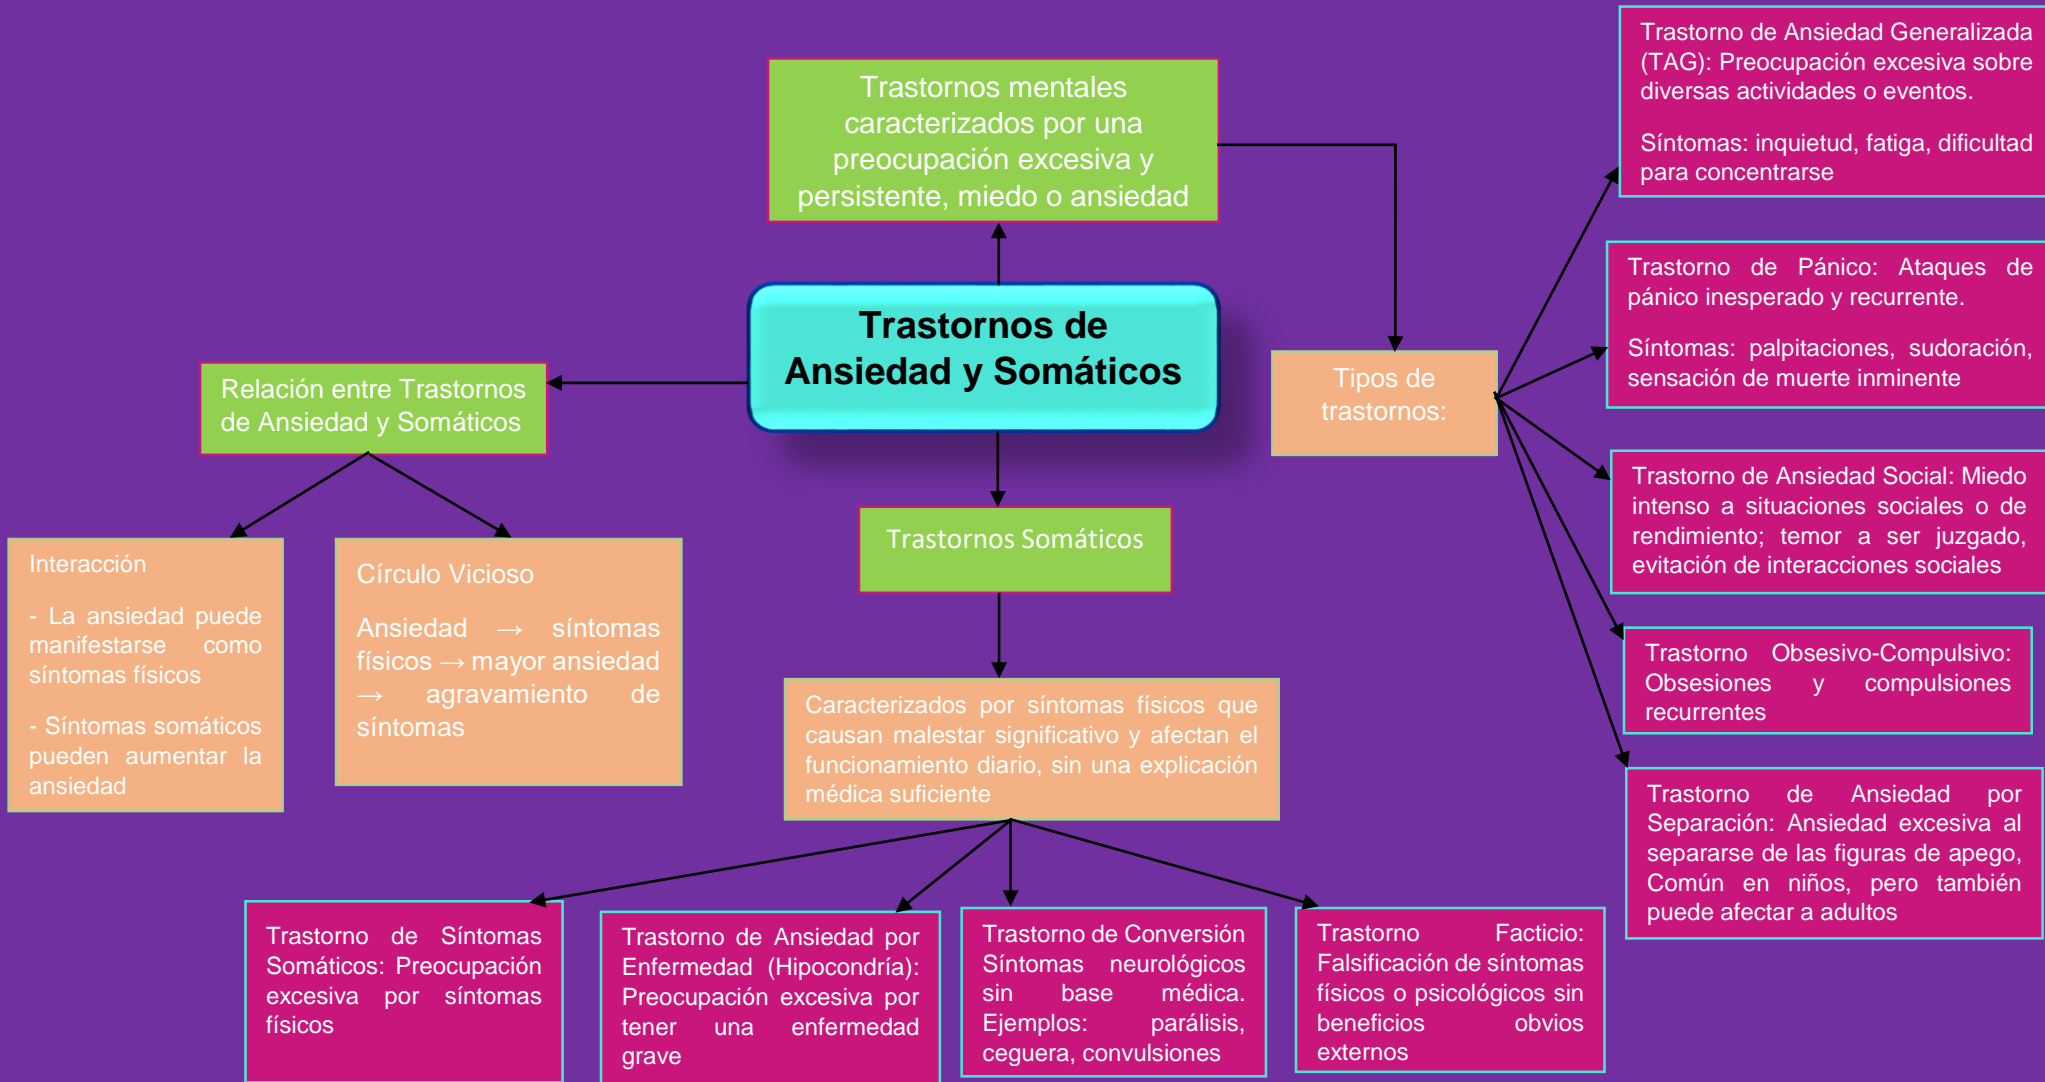 Trastornos mentales
caracterizados por una
preocupación excesiva y
persistente, miedo o ansiedad
Trastornos de
Ansiedad y Somáticos
Relación entre Trastornos
de Ansiedad y Somáticos
Interacción
- La ansiedad puede
manifestarse como
síntomas físicos
- Síntomas somáticos
pueden aumentar la
ansiedad
Círculo Vicioso
Ansiedad → síntomas
físicos → mayor ansiedad
→ agravamiento de
síntomas
Trastornos Somáticos
Caracterizados por síntomas físicos que
causan malestar significativo y afectan el
funcionamiento diario, sin una explicación
médica suficiente
Trastorno de Síntomas
Somáticos: Preocupación
excesiva por síntomas
físicos
Trastorno de Ansiedad por
Enfermedad (Hipocondría):
Preocupación excesiva por
tener una enfermedad
grave
Trastorno de Conversión
Síntomas neurológicos
sin base médica.
Ejemplos: parálisis,
ceguera, convulsiones
Trastorno Facticio:
Falsificación de síntomas
físicos o psicológicos sin
beneficios obvios
externos
Tipos de
trastornos:
Trastorno de Ansiedad Generalizada
(TAG): Preocupación excesiva sobre
diversas actividades o eventos.
Síntomas: inquietud, fatiga, dificultad
para concentrarse
Trastorno de Pánico: Ataques de
pánico inesperado y recurrente.
Síntomas: palpitaciones, sudoración,
sensación de muerte inminente
Trastorno de Ansiedad Social: Miedo
intenso a situaciones sociales o de
rendimiento; temor a ser juzgado,
evitación de interacciones sociales
Trastorno Obsesivo-Compulsivo:
Obsesiones y compulsiones
recurrentes
Trastorno de Ansiedad por
Separación: Ansiedad excesiva al
separarse de las figuras de apego,
Común en niños, pero también
puede afectar a adultos